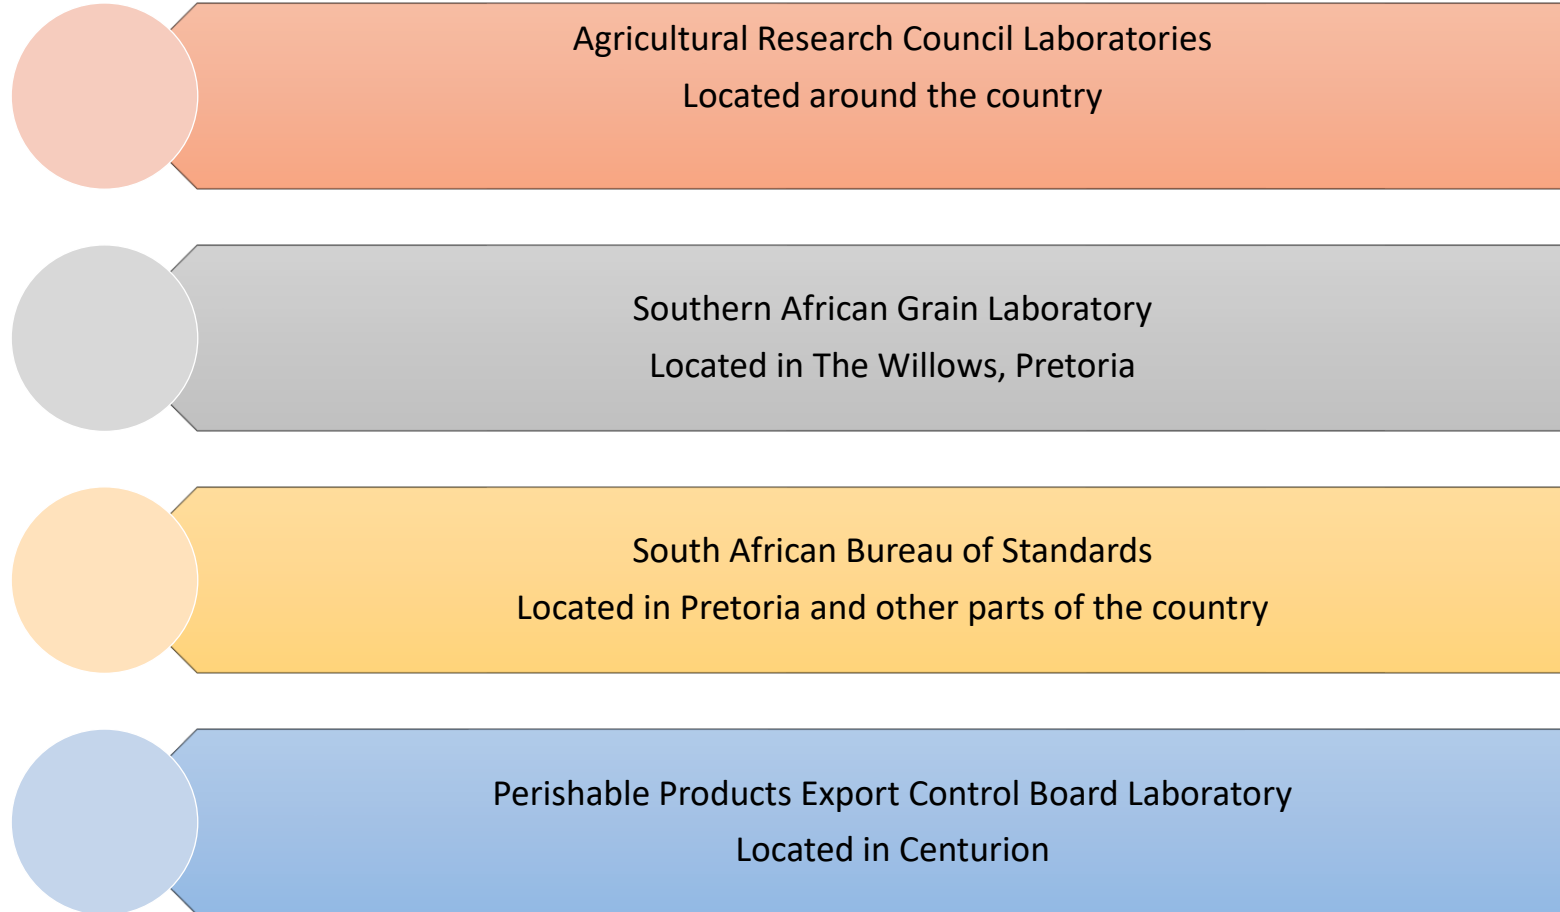 Agricultural Research Council Laboratories
Located around the country
Southern African Grain Laboratory
Located in The Willows, Pretoria
South African Bureau of Standards
Located in Pretoria and other parts of the country
Perishable Products Export Control Board Laboratory
Located in Centurion